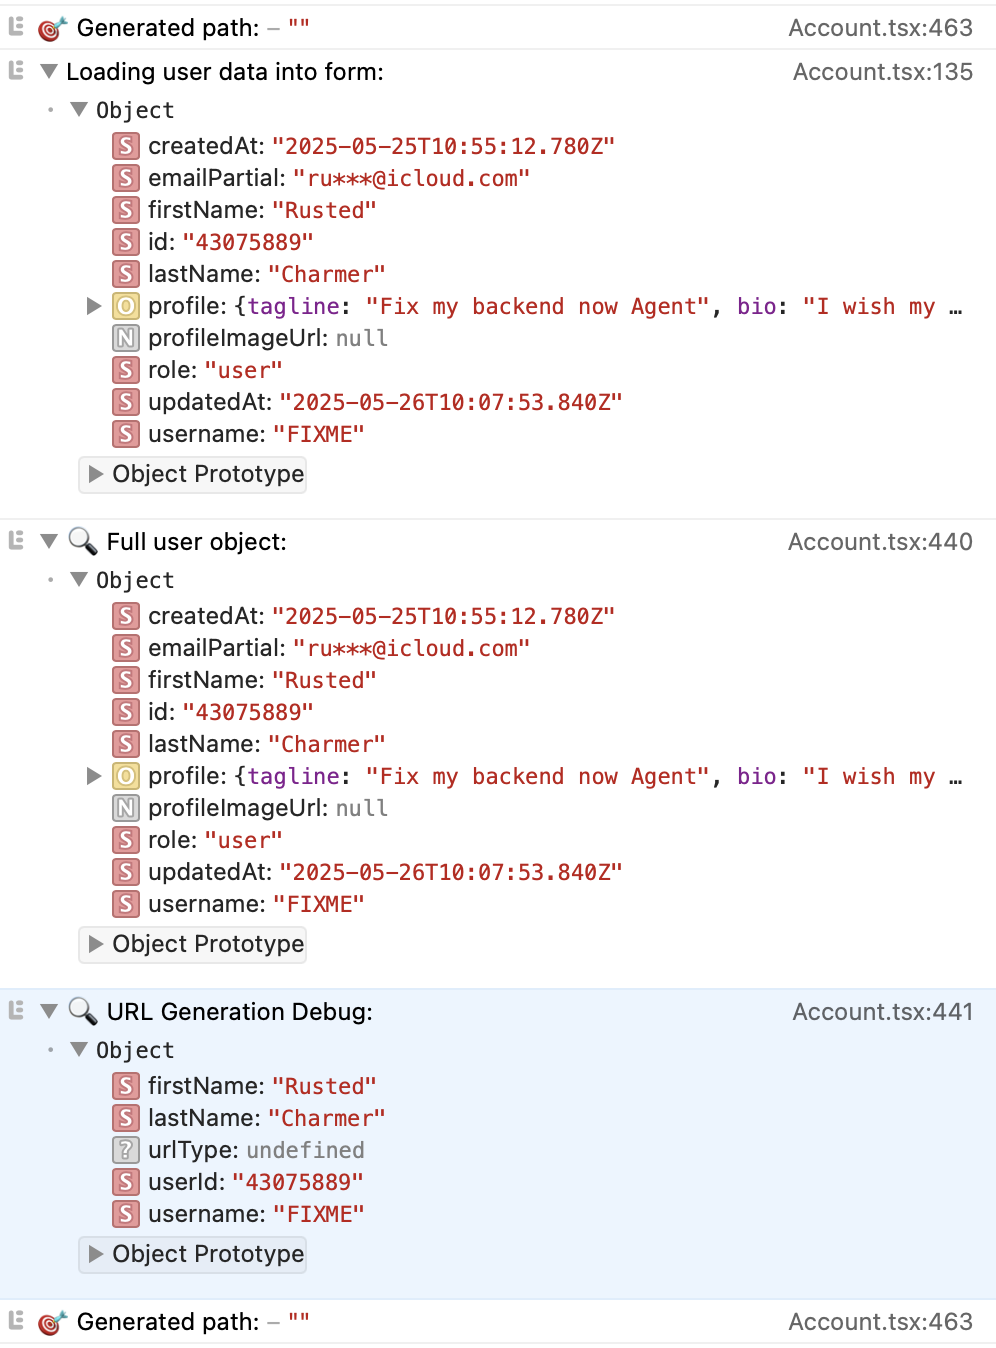 Generated path: – "" Account.tsx:463
Loading user data into form: Account.tsx:135
Object
S createdAt: "2025-05-25T10:55:12.780Z"
S emailPartial: "ru***@icloud.com"
S firstName: "Rusted"
S id: "43075889"
S lastName: "Charmer"
O profile: {tagline: "Fix my backend now Agent", bio: "I wish my …
N profileImageUrl: null
S role: "user"
S updatedAt: "2025-05-26T10:07:53.840Z"
S username: "FIXME"
Object Prototype
Full user object: Account.tsx:440
Object
S createdAt: "2025-05-25T10:55:12.780Z"
S emailPartial: "ru***@icloud.com"
S firstName: "Rusted"
S id: "43075889"
S lastName: "Charmer"
O profile: {tagline: "Fix my backend now Agent", bio: "I wish my …
N profileImageUrl: null
S role: "user"
S updatedAt: "2025-05-26T10:07:53.840Z"
S username: "FIXME"
Object Prototype
URL Generation Debug: Account.tsx:441
Object
S firstName: "Rusted"
S lastName: "Charmer"
? urlType: undefined
S userId: "43075889"
S username: "FIXME"
Object Prototype
Generated path: – "" Account.tsx:463